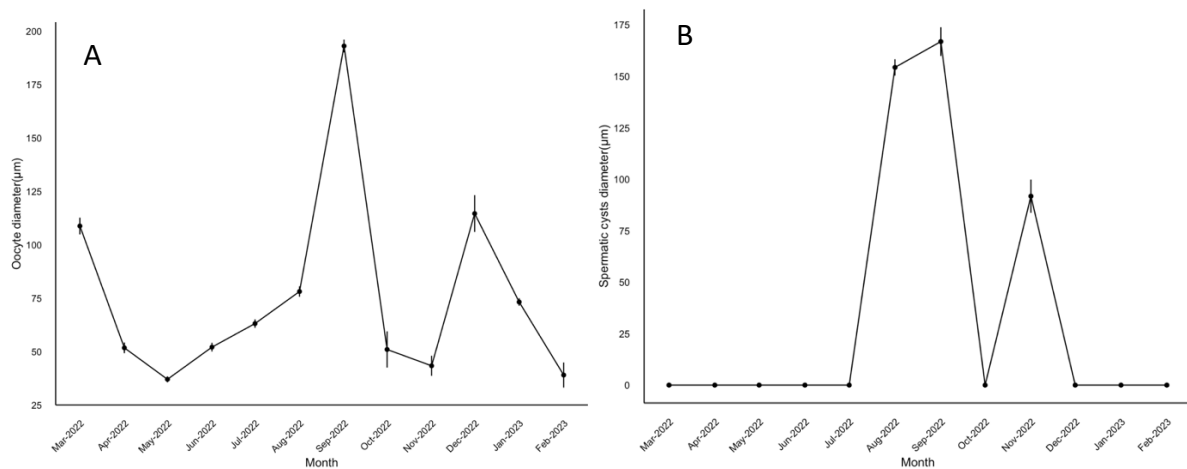 A
Oocyte diameter(μm)
200
175
150
125
100
75
50
25
Mar-2022
Apr-2022
May-2022
Jun-2022
Jul-2022
Aug-2022
Sep-2022
Oct-2022
Nov-2022
Dec-2022
Jan-2023
Feb-2023
Month
B
Spermatic cysts diameter(μm)
175
150
125
100
75
50
25
0
Mar-2022
Apr-2022
May-2022
Jun-2022
Jul-2022
Aug-2022
Sep-2022
Oct-2022
Nov-2022
Dec-2022
Jan-2023
Feb-2023
Month